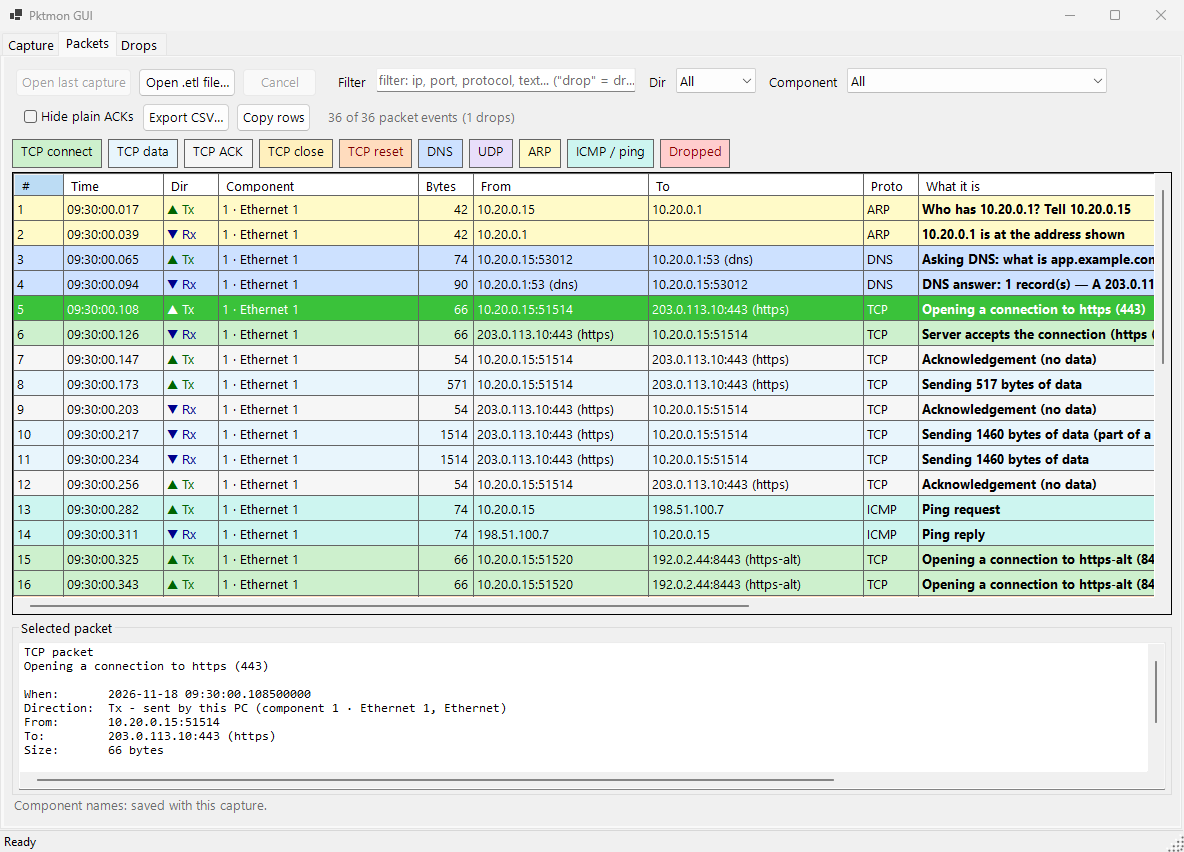 Pktmon GUI
Capture Packets Drops
Open last capture Open .etl file... Cancel Filter filter: ip, port, protocol, text... ("drop" = dr... Dir All Component All
Hide plain ACKs Export CSV... Copy rows 36 of 36 packet events (1 drops)
TCP connect TCP data TCP ACK TCP close TCP reset DNS UDP ARP ICMP / ping Dropped
# Time Dir Component Bytes From To Proto What it is
1 09:30:00.017 ▲ Tx 1 · Ethernet 1 42 10.20.0.15 10.20.0.1 ARP Who has 10.20.0.1? Tell 10.20.0.15
2 09:30:00.039 ▼ Rx 1 · Ethernet 1 42 10.20.0.1 ARP 10.20.0.1 is at the address shown
3 09:30:00.065 ▲ Tx 1 · Ethernet 1 74 10.20.0.15:53012 10.20.0.1:53 (dns) DNS Asking DNS: what is app.example.con
4 09:30:00.094 ▼ Rx 1 · Ethernet 1 90 10.20.0.1:53 (dns) 10.20.0.15:53012 DNS DNS answer: 1 record(s) — A 203.0.11
5 09:30:00.108 ▲ Tx 1 · Ethernet 1 66 10.20.0.15:51514 203.0.113.10:443 (https) TCP Opening a connection to https (443)
6 09:30:00.126 ▼ Rx 1 · Ethernet 1 66 203.0.113.10:443 (https) 10.20.0.15:51514 TCP Server accepts the connection (https (
7 09:30:00.147 ▲ Tx 1 · Ethernet 1 54 10.20.0.15:51514 203.0.113.10:443 (https) TCP Acknowledgement (no data)
8 09:30:00.173 ▲ Tx 1 · Ethernet 1 571 10.20.0.15:51514 203.0.113.10:443 (https) TCP Sending 517 bytes of data
9 09:30:00.203 ▼ Rx 1 · Ethernet 1 54 203.0.113.10:443 (https) 10.20.0.15:51514 TCP Acknowledgement (no data)
10 09:30:00.217 ▼ Rx 1 · Ethernet 1 1514 203.0.113.10:443 (https) 10.20.0.15:51514 TCP Sending 1460 bytes of data (part of a
11 09:30:00.234 ▼ Rx 1 · Ethernet 1 1514 203.0.113.10:443 (https) 10.20.0.15:51514 TCP Sending 1460 bytes of data
12 09:30:00.256 ▲ Tx 1 · Ethernet 1 54 10.20.0.15:51514 203.0.113.10:443 (https) TCP Acknowledgement (no data)
13 09:30:00.282 ▲ Tx 1 · Ethernet 1 74 10.20.0.15 198.51.100.7 ICMP Ping request
14 09:30:00.311 ▼ Rx 1 · Ethernet 1 74 198.51.100.7 10.20.0.15 ICMP Ping reply
15 09:30:00.325 ▲ Tx 1 · Ethernet 1 66 10.20.0.15:51520 192.0.2.44:8443 (https-alt) TCP Opening a connection to https-alt (84
16 09:30:00.343 ▲ Tx 1 · Ethernet 1 66 10.20.0.15:51520 192.0.2.44:8443 (https-alt) TCP Opening a connection to https-alt (84
Selected packet
TCP packet
Opening a connection to https (443)
When: 2026-11-18 09:30:00.108500000
Direction: Tx - sent by this PC (component 1 · Ethernet 1, Ethernet)
From: 10.20.0.15:51514
To: 203.0.113.10:443 (https)
Size: 66 bytes
Component names: saved with this capture.
Ready